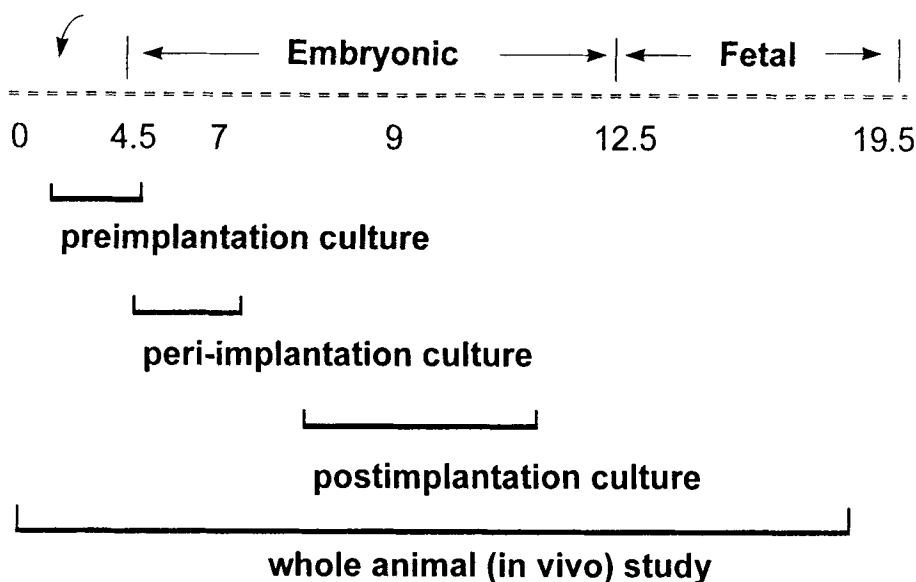 Embryonic Fetal
0 4.5 7 9 12.5 19.5
preimplantation culture
peri-implantation culture
postimplantation culture
whole animal (in vivo) study